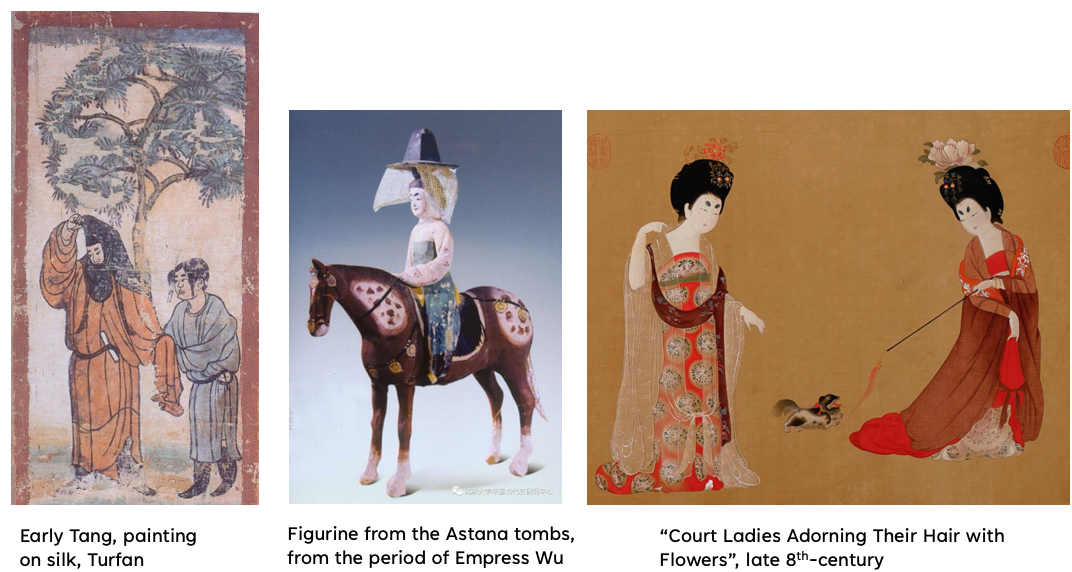 Early Tang, painting
on silk, Turfan
Figurine from the Astana tombs,
from the period of Empress Wu
“Court Ladies Adorning Their Hair with
Flowers”, late 8th-century